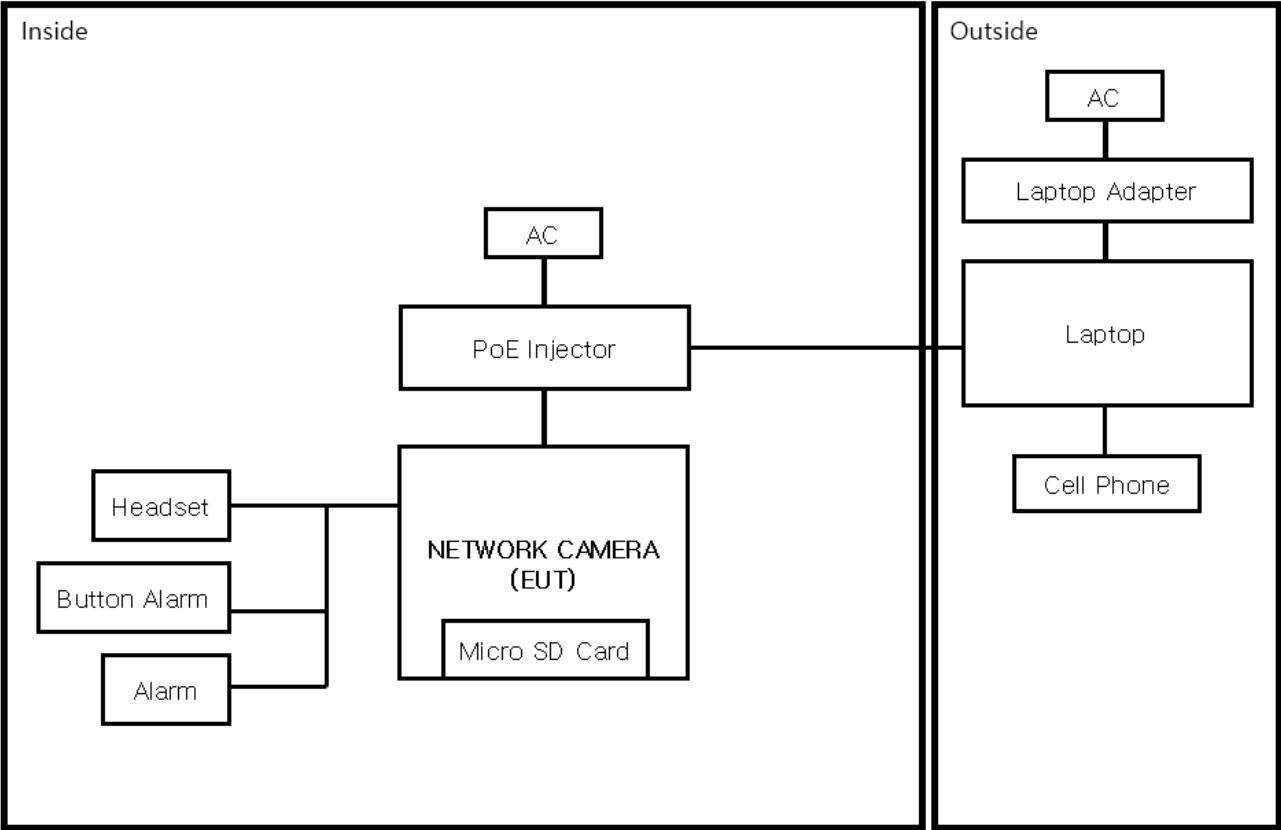 Inside
AC
PoE Injector
Headset
Button Alarm
Alarm
NETWORK CAMERA
(EUT)
Micro SD Card
Outside
AC
Laptop Adapter
Laptop
Cell Phone